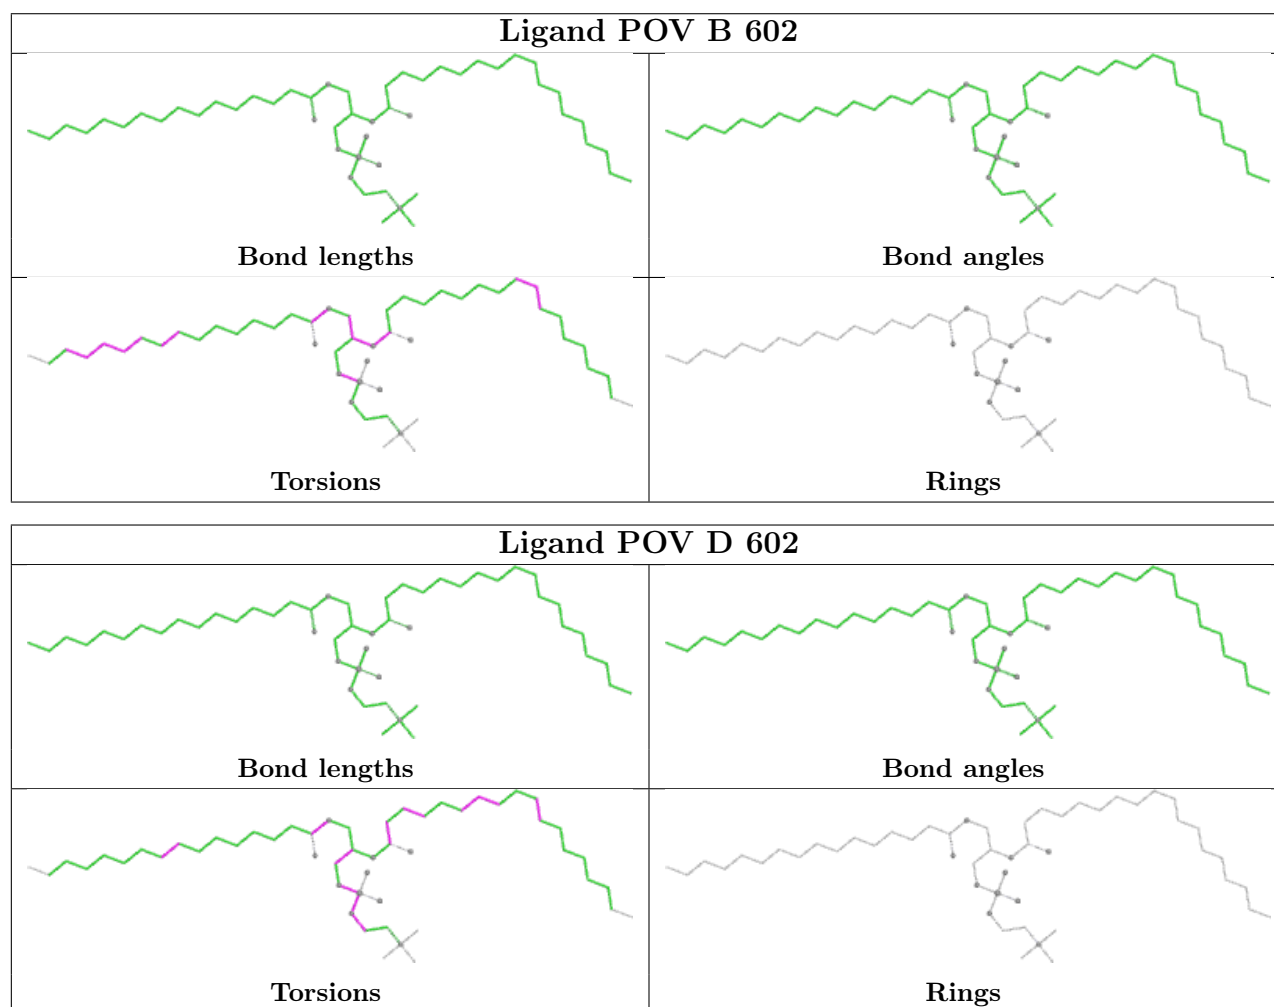 Ligand POV B 602
Bond lengths
Bond angles
Torsions
Rings
Ligand POV D 602
Bond lengths
Bond angles
Torsions
Rings